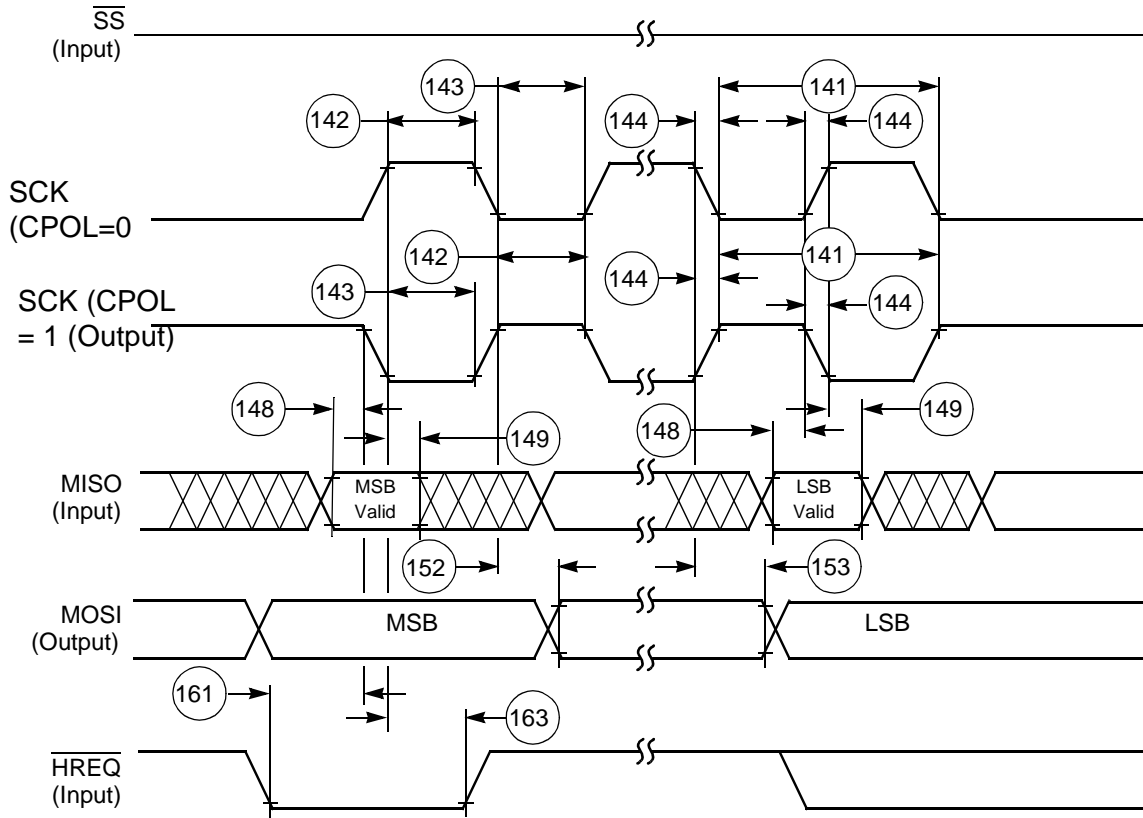 SS
(Input)
143
141
142
144
144
SCK
(CPOL=0
142
141
143
144
144
SCK (CPOL
= 1 (Output)
148
149
148
149
MISO
(Input)
MSB
Valid
LSB
Valid
152
153
MOSI
(Output)
MSB
LSB
161
163
HREQ
(Input)